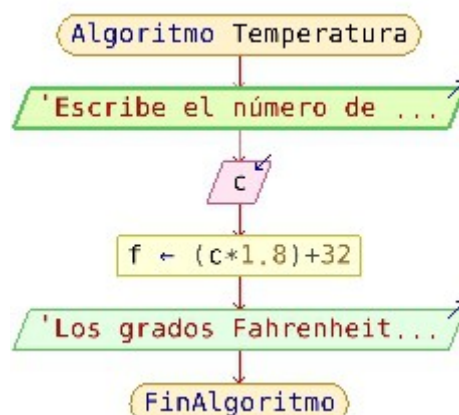 Algoritmo Temperatura
'Escribe el número de ...
c
f ← (c*1.8)+32
'Los grados Fahrenheit...
FinAlgoritmo